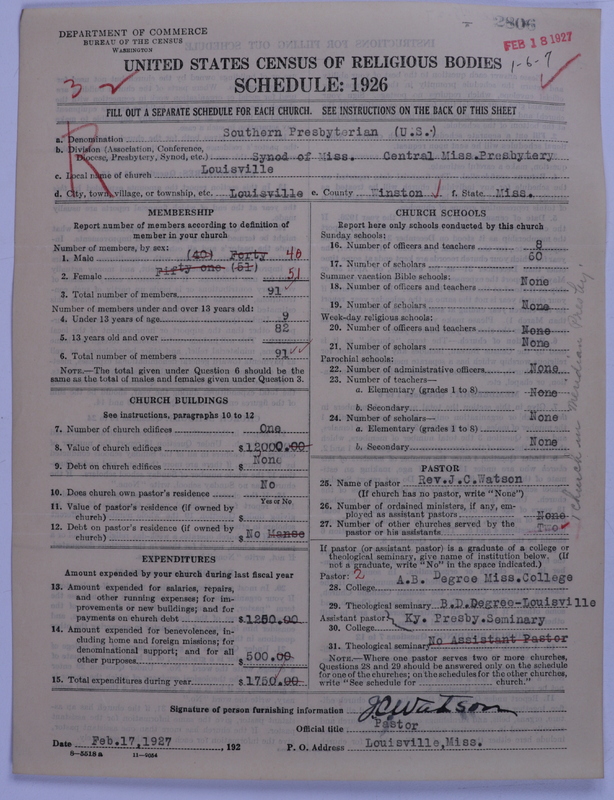 2806
FEB 18 1927
1-6-7
DEPARTMENT OF COMMERCE
BUREAU OF THE CENSUS
WASHINGTON
UNITED STATES CENSUS OF RELIGIOUS BODIES
SCHEDULE: 1926
3 2
FILL OUT A SEPARATE SCHEDULE FOR EACH CHURCH. SEE INSTRUCTIONS ON THE BACK OF THIS SHEET
R
a. Denomination Southern Presbyterian (U.S.)
b. Division (Association, Conference, Diocese, Presbytery, Synod, etc.) Synod of Miss. Central Miss.Presbytery
c. Local name of church Louisville
d. City, town, village, or township, etc. Louisville e. County Winston f. State Miss.
MEMBERSHIP
Report number of members according to definition of
member in your church
Number of members, by sex:
1. Male (40) Forty 40
2. Female Fifty one (51) 51
3. Total number of members 91
Number of members under and over 13 years old:
4. Under 13 years of age 9
5. 13 years old and over 82
6. Total number of members 91
NOTE.—The total given under Question 6 should be
same as the total of males and females given under Question 3.
CHURCH BUILDINGS
See instructions, paragraphs 10 to 12
7. Number of church edifices One
8. Value of church edifices $12000.00
9. Debt on church edifices $ None
10. Does church own pastor's residence No
Yes or No
11. Value of pastor's residence (if owned by
church) $
12. Debt on pastor's residence (if owned by
church) $ No Manse
EXPENDITURES
Amount expended by your church during last fiscal year
13. Amount expended for salaries, repairs,
and other running expenses; for im-
provements or new buildings; and for
payments on church debt $1250.00
14. Amount expended for benevolences, in-
cluding home and foreign missions; for
denominational support; and for all
other purposes $500.00
15. Total expenditures during year $1750.00
CHURCH SCHOOLS
Report here only schools conducted by this church
Sunday schools:
16. Number of officers and teachers 8
17. Number of scholars 60
Summer vacation Bible schools:
18. Number of officers and teachers None
19. Number of scholars None
Week-day religious schools:
20. Number of officers and teachers None
21. Number of scholars None
Parochial schools:
22. Number of administrative officers None
23. Number of teachers—
a. Elementary (grades 1 to 8) None
b. Secondary
24. Number of scholars— None
a. Elementary (grades 1 to 8)
b. Secondary None
1 church in Meridian Presby.
PASTOR
25. Name of pastor Rev.J.C.Watson
(If church has no pastor, write "None")
26. Number of ordained ministers, if any, em-
ployed as assistant pastors None
27. Number of other churches served by the
pastor or his assistants Two
If pastor (or assistant pastor) is a graduate of a college or
theological seminary, give name of institution below. (If
not a graduate, write "No" in the space indicated.)
Pastor: 2
28. College A.B. Degree Miss.College
29. Theological seminary B.D.Degree-Louisville
Assistant pastor: Ky. Presby.Seminary
30. College
31. Theological seminary No Assistant Pastor
NOTE.—Where one pastor serves two or more churches,
Questions 28 and 29 should be answered only on the schedule
for one of the churches; on the schedules for the other churches,
write "See schedule for church."
Signature of person furnishing information J.C. Watson
Official title Pastor
Date Feb.17,1927, 192 P. O. Address Louisville,Miss.
8—5518 a 11—9054